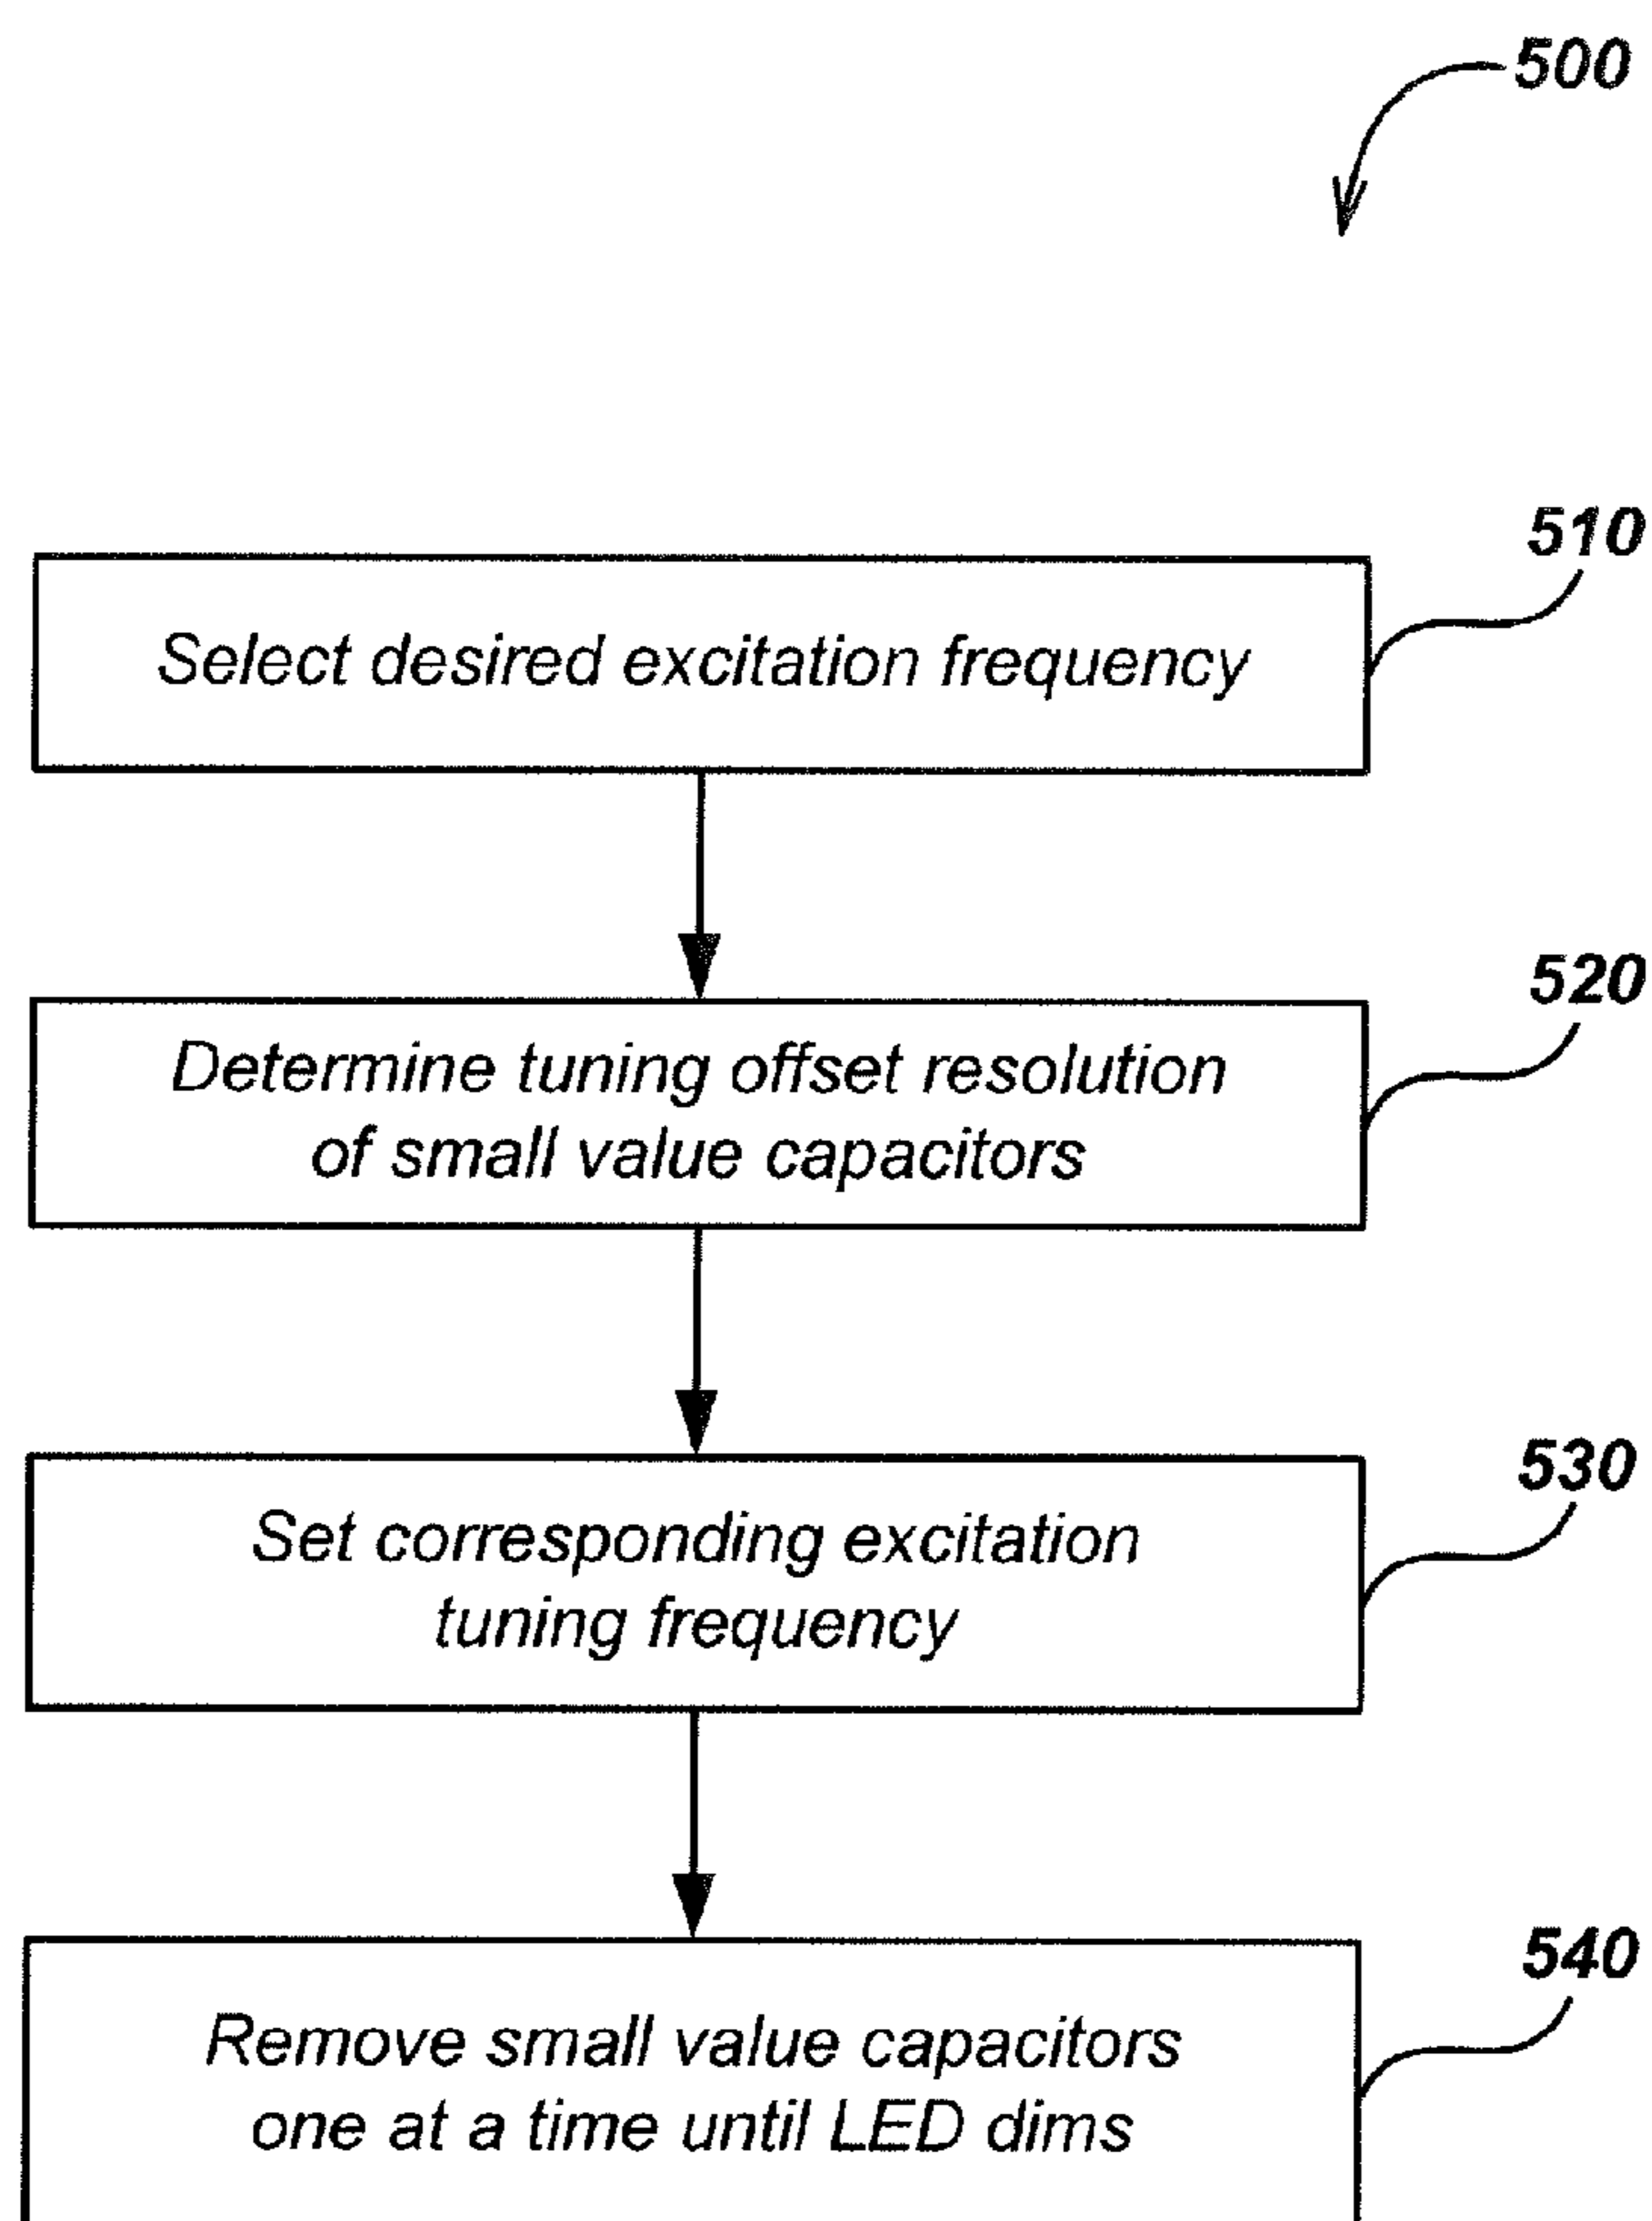 500
510
Select desired excitation frequency
520
Determine tuning offset resolution
of small value capacitors
530
Set corresponding excitation
tuning frequency
540
Remove small value capacitors
one at a time until LED dims